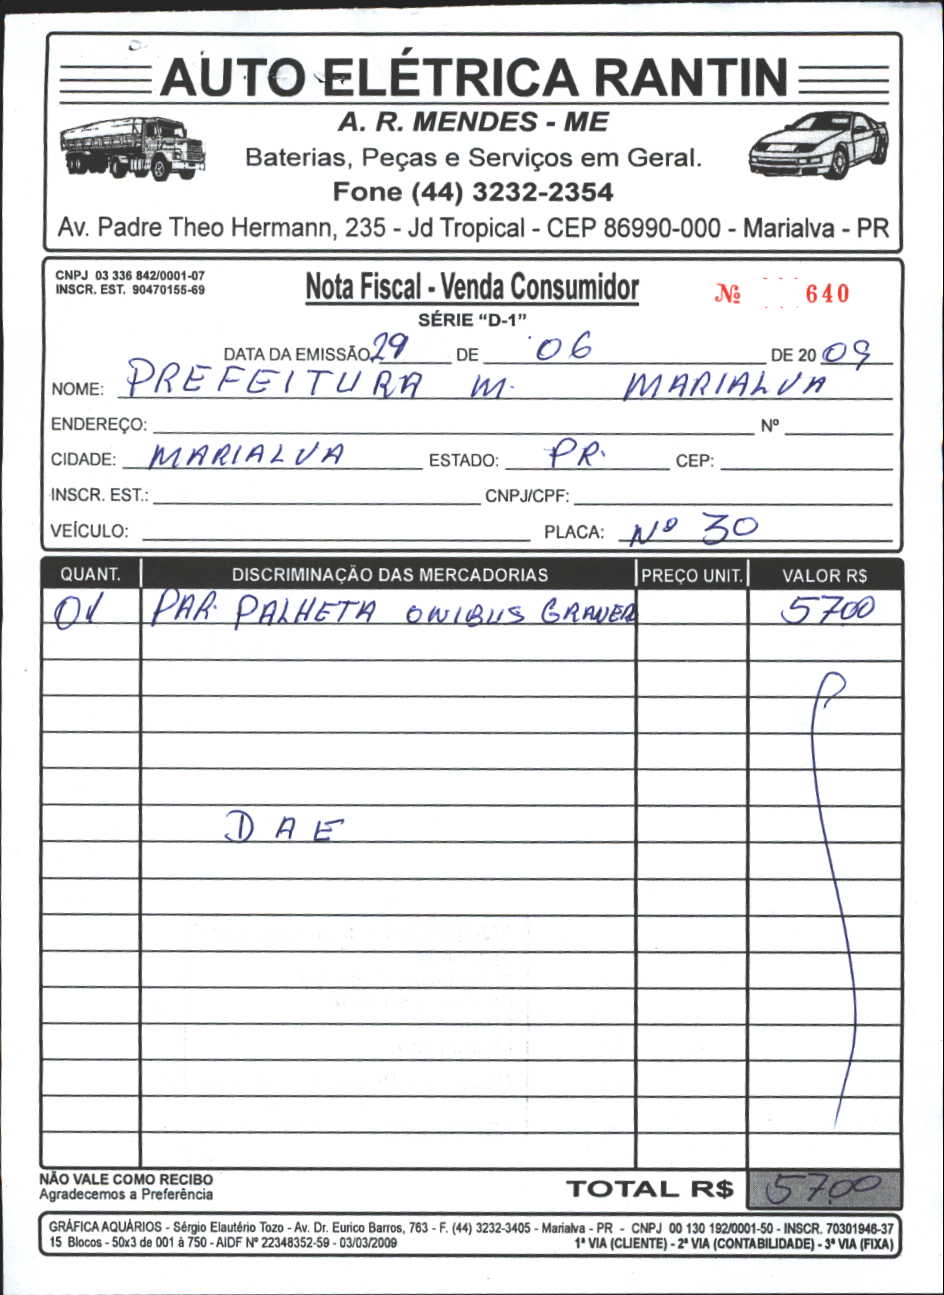 AUTO ELÉTRICA RANTIN
A. R. MENDES - ME
Baterias, Peças e Serviços em Geral.
Fone (44) 3232-2354
Av. Padre Theo Hermann, 235 - Jd Tropical - CEP 86990-000 - Marialva - PR
CNPJ 03 336 842/0001-07
INSCR. EST. 90470155-69
Nota Fiscal - Venda Consumidor
Nº 640
SÉRIE “D-1”
DATA DA EMISSÃO 29 DE 06 DE 2009
NOME: PREFEITURA M. MARIALVA
ENDEREÇO: Nº
CIDADE: MARIALVA ESTADO: PR. CEP:
INSCR. EST.: CNPJ/CPF:
VEÍCULO: PLACA: Nº 30
QUANT. DISCRIMINAÇÃO DAS MERCADORIAS PREÇO UNIT. VALOR R$
01 PAR. PALHETA ONIBUS 5700
DAE
NÃO VALE COMO RECIBO
Agradecemos a Preferência
TOTAL R$ 5700
GRÁFICA AQUÁRIOS - Sérgio Elautério Tozo - Av. Dr. Eurico Barros, 763 - F. (44) 3232-3405 - Marialva - PR - CNPJ 00 130 192/0001-50 - INSCR. 70301946-37
15 Blocos - 50x3 de 001 à 750 - AIDF Nº 22348352-59 - 03/03/2009 1ª VIA (CLIENTE) - 2ª VIA (CONTABILIDADE) - 3ª VIA (FIXA)